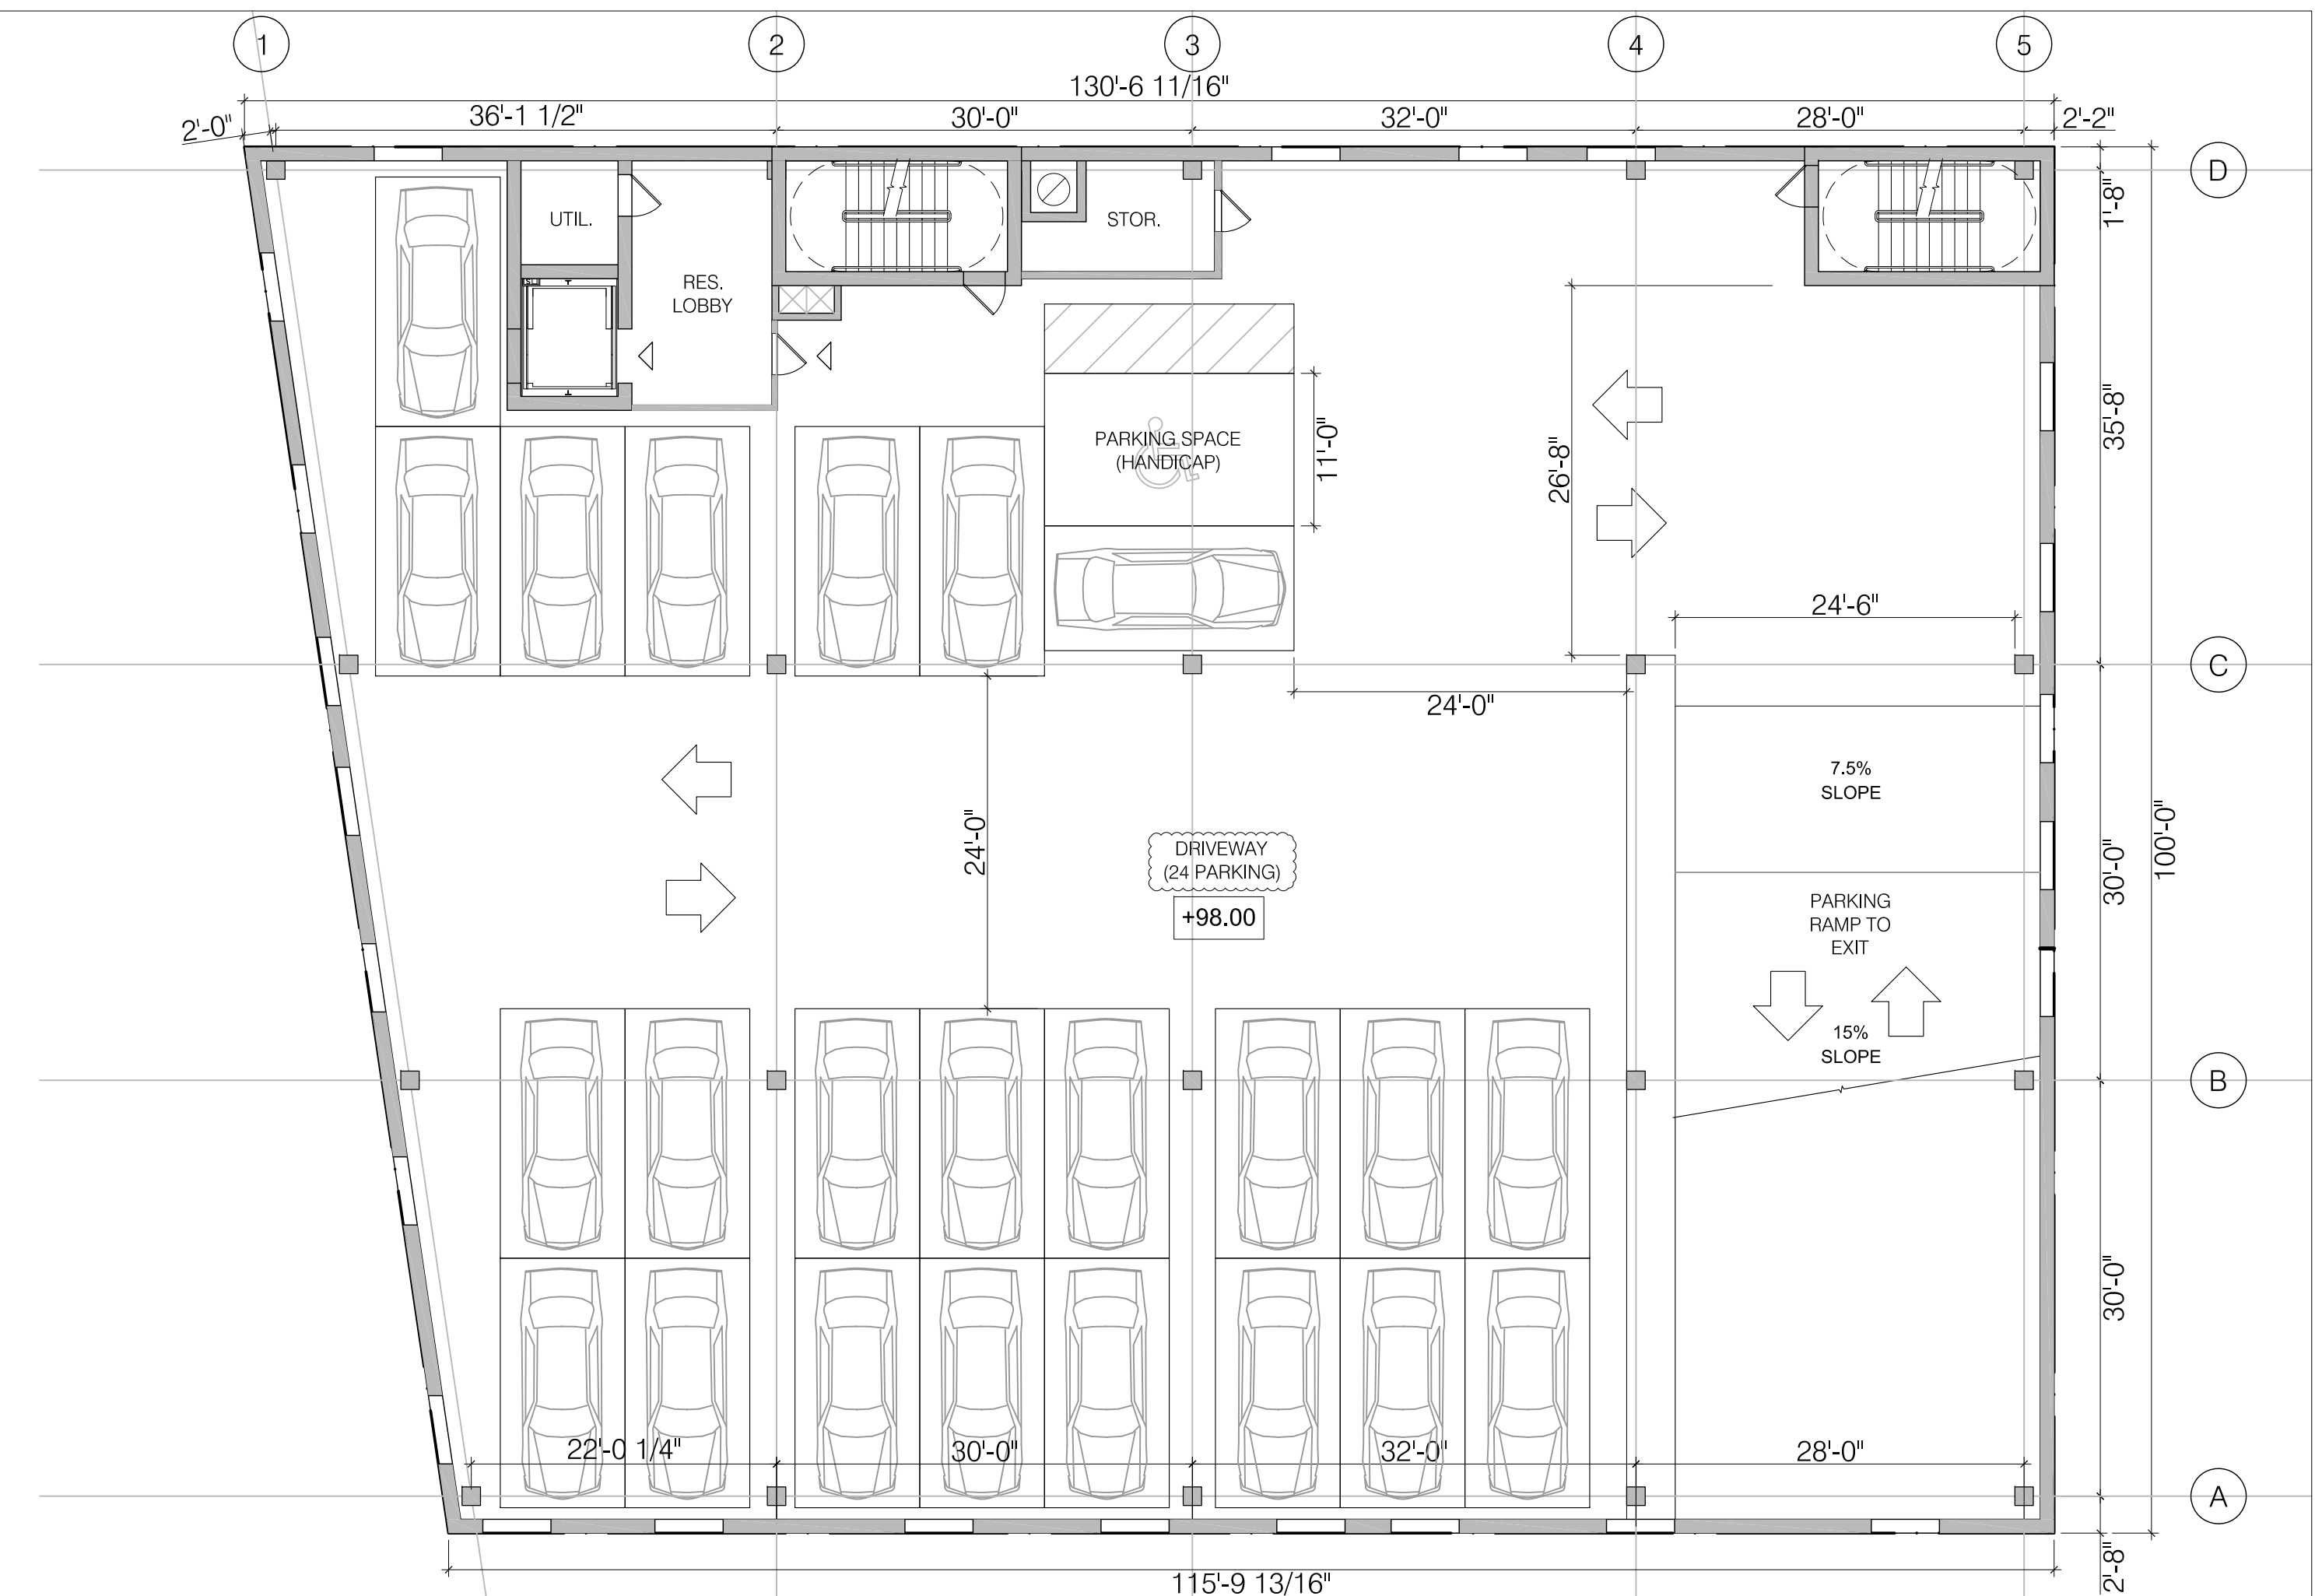 1
2
3
4
5
130'-6 11/16"
2'-0"
36'-1 1/2"
30'-0"
32'-0"
28'-0"
2'-2"
D
1'-8"
UTIL.
STOR.
RES.
LOBBY
PARKING SPACE
(HANDICAP)
11'-0"
26'-8"
35'-8"
24'-6"
C
24'-0"
7.5%
SLOPE
24'-0"
DRIVEWAY
(24 PARKING)
+98.00
30'-0"
100'-0"
PARKING
RAMP TO
EXIT
15%
SLOPE
B
30'-0"
22'-0 1/4"
30'-0"
32'-0"
28'-0"
A
2'-8"
115'-9 13/16"